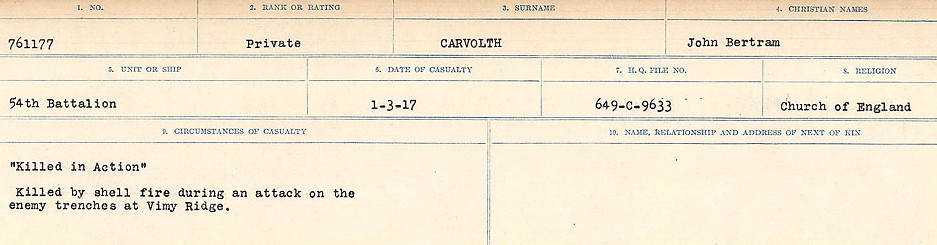 1. NO. 2. RANK OR RATING 3. SURNAME 4. CHRISTIAN NAMES
761177 Private CARVOLTH John Bertram
5. UNIT OR SHIP 6. DATE OF CASUALTY 7. H. Q. FILE NO. 8. RELIGION
54th Battalion 1-3-17 649-C-9633 Church of England
9. CIRCUMSTANCES OF CASUALTY 10. NAME, RELATIONSHIP AND ADDRESS OF NEXT OF KIN
"Killed in Action"
Killed by shell fire during an attack on the
enemy trenches at Vimy Ridge.